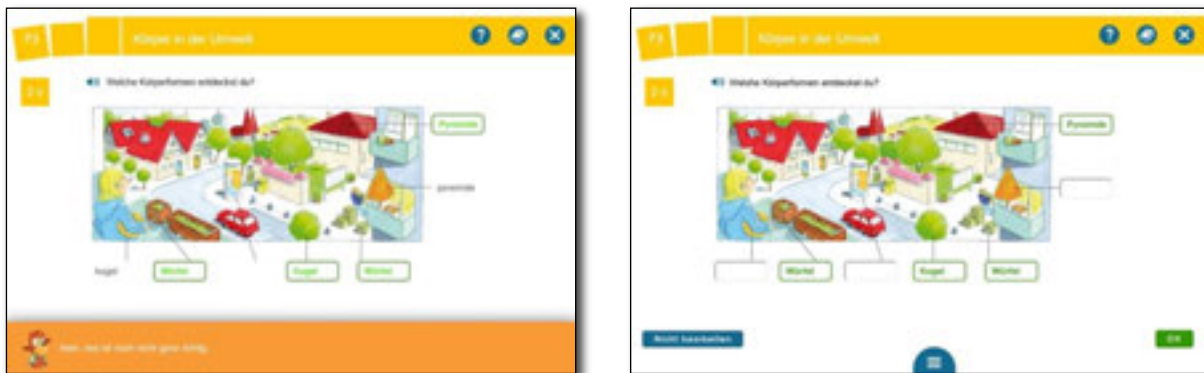 Körper in der Umwelt
Welche Körperformen entdeckst du?
Pyramide
pyramide
kugel
Würfel
Kugel
Würfel
Nein, das ist noch nicht ganz richtig.
Körper in der Umwelt
Welche Körperformen entdeckst du?
Pyramide
Würfel
Kugel
Würfel
Nicht bearbeiten
OK